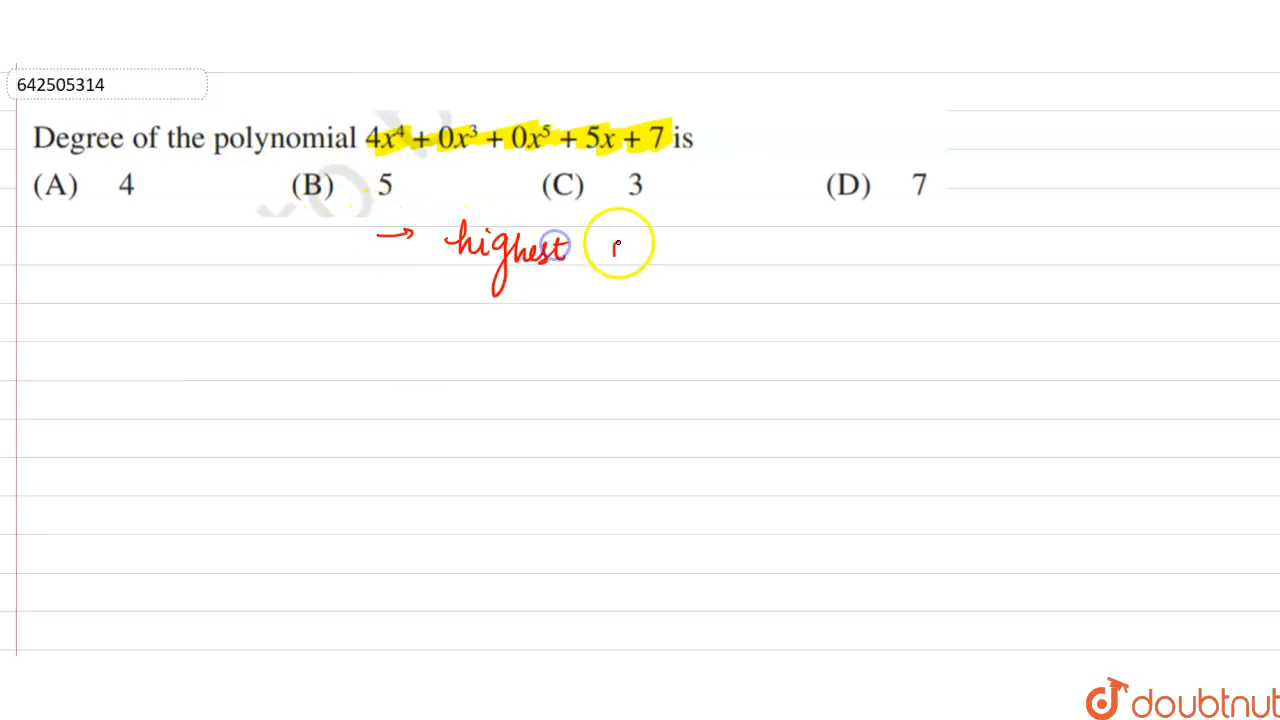 642505314
Degree of the polynomial 4x⁴ + 0x³ + 0x⁵ + 5x + 7 is
(A) 4 (B) 5 (C) 3 (D) 7
→ highest
doubtnut